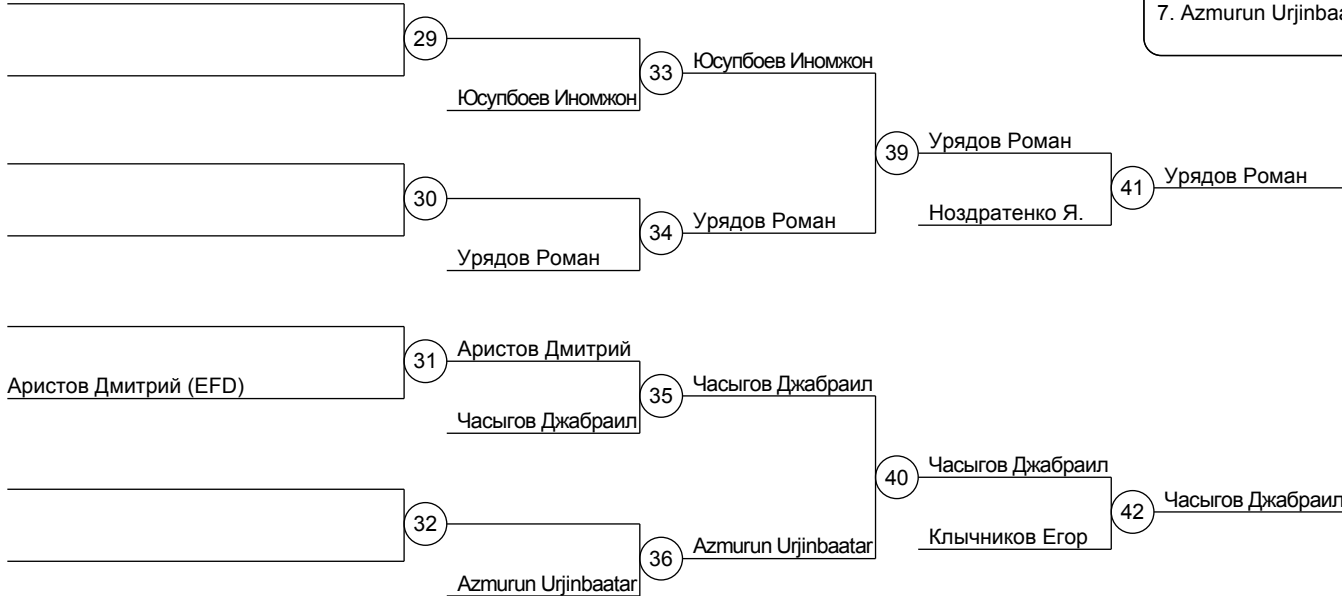 7. Azmurun Urjinbaa
29
33
Юсупбоев Иномжон
Юсупбоев Иномжон
39
Урядов Роман
41
Урядов Роман
30
34
Урядов Роман
Ноздратенко Я.
Урядов Роман
31
Аристов Дмитрий
Аристов Дмитрий (EFD)
35
Часыгов Джабраил
Часыгов Джабраил
40
Часыгов Джабраил
42
Часыгов Джабраил
32
36
Azmurun Urjinbaatar
Клычников Егор
Azmurun Urjinbaatar